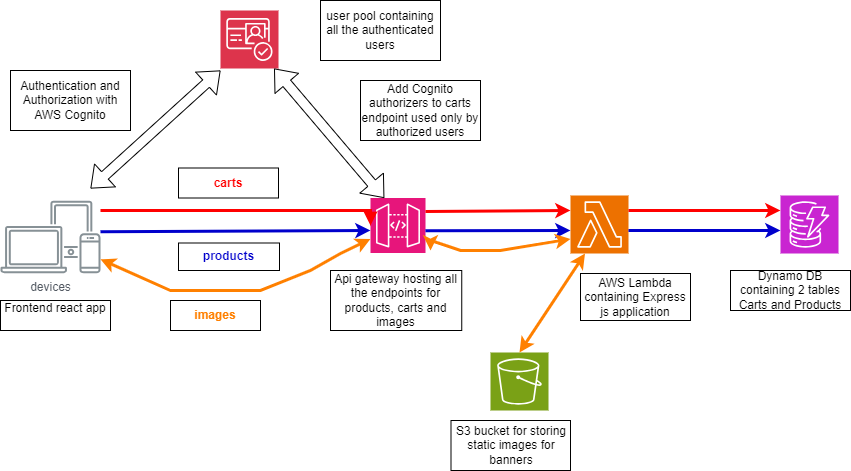 user pool containing
all the authenticated
users
Authentication and
Authorization with
AWS Cognito
Add Cognito
authorizers to carts
endpoint used only by
authorized users
carts
products
images
devices
Frontend react app
Api gateway hosting all
the endpoints for
products, carts and
images
AWS Lambda
containing Express
js application
Dynamo DB
containing 2 tables
Carts and Products
S3 bucket for storing
static images for
banners